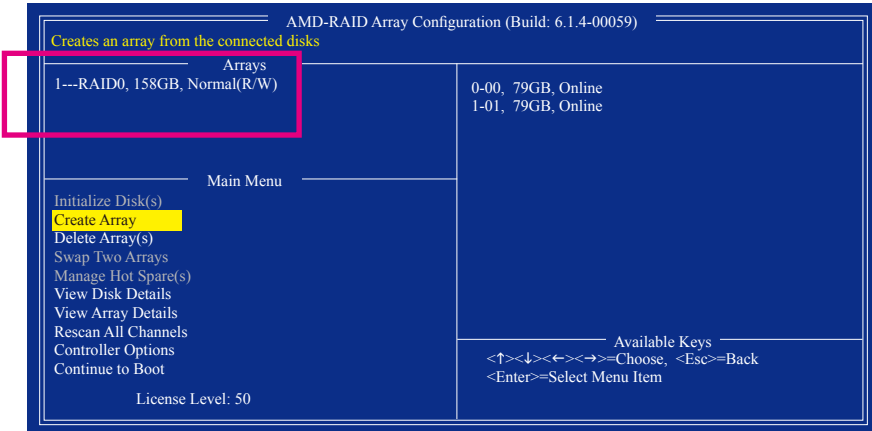 AMD-RAID Array Configuration (Build: 6.1.4-00059)
Creates an array from the connected disks
Arrays
1---RAID0, 158GB, Normal(R/W)
0-00, 79GB, Online
1-01, 79GB, Online
Main Menu
Initialize Disk(s)
Create Array
Delete Array(s)
Swap Two Arrays
Manage Hot Spare(s)
View Disk Details
View Array Details
Rescan All Channels
Controller Options
Continue to Boot
License Level: 50
Available Keys
<↑><↓><←><→>=Choose, <Esc>=Back
<Enter>=Select Menu Item